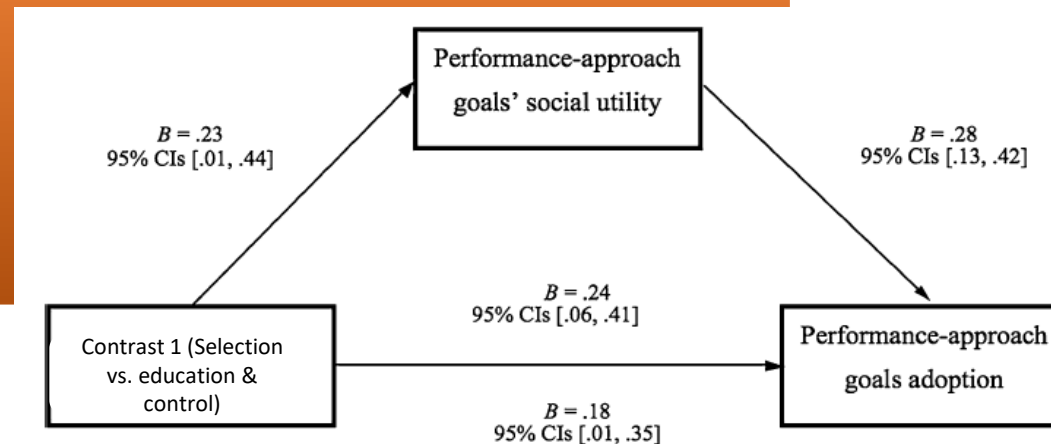 Performance-approach
goals’ social utility
B = .23
95% CIs [.01, .44]
B = .28
95% CIs [.13, .42]
B = .24
95% CIs [.06, .41]
Contrast 1 (Selection
vs. education &
control)
Performance-approach
goals adoption
B = .18
95% CIs [.01, .35]